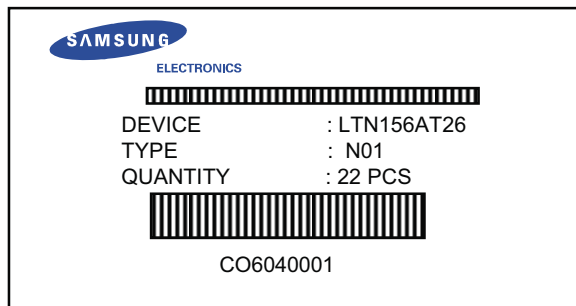 SAMSUNG
ELECTRONICS
DEVICE : LTN156AT26
TYPE : N01
QUANTITY : 22 PCS
CO6040001